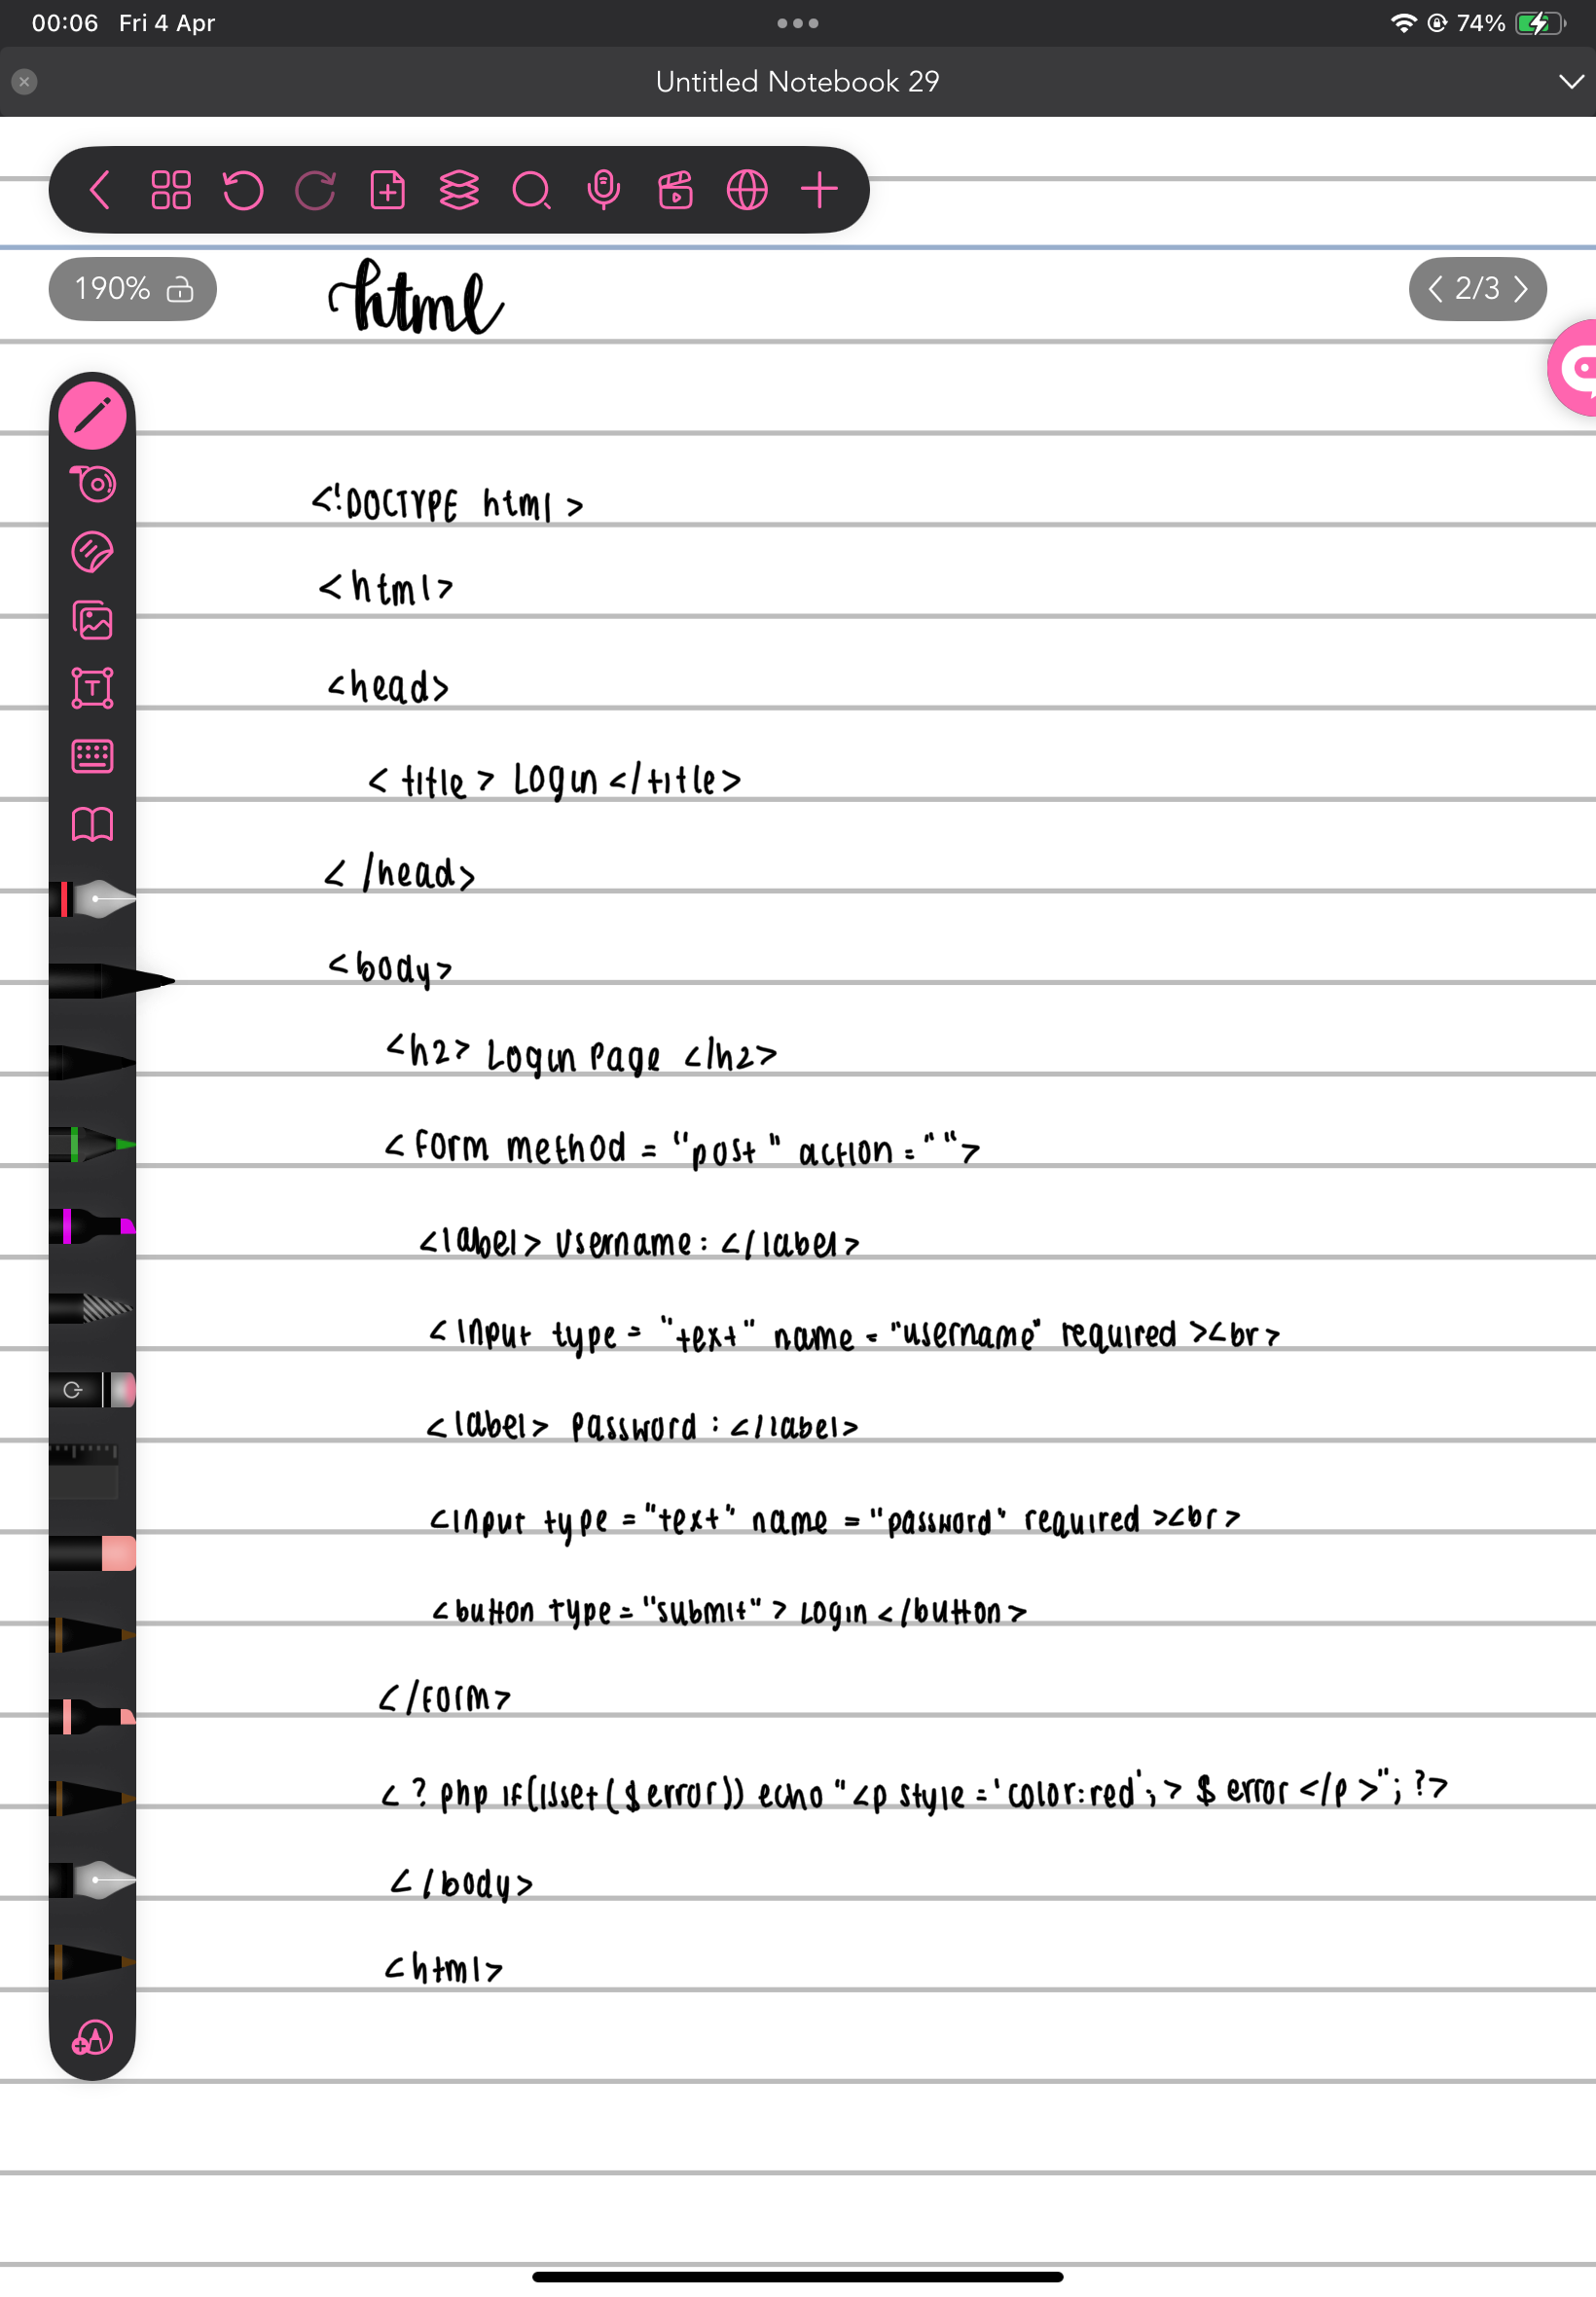 00:06 Fri 4 Apr
74%
Untitled Notebook 29
190%
html
2/3
<!DOCTYPE html >
<html>
<head>
< title > Login </title>
< /head>
<body>
<h2> Login Page </h2>
< form method = "post" action = "">
<label> Username: </label>
< input type = "text" name = "username" required ><br>
<label> Password : </label>
<input type = "text" name = "password" required ><br>
<button type = "submit" > Login </button>
</form>
< ? php if(isset($error)) echo "<p style = 'color:red'; > $ error </p >"; ?>
</body>
<html>